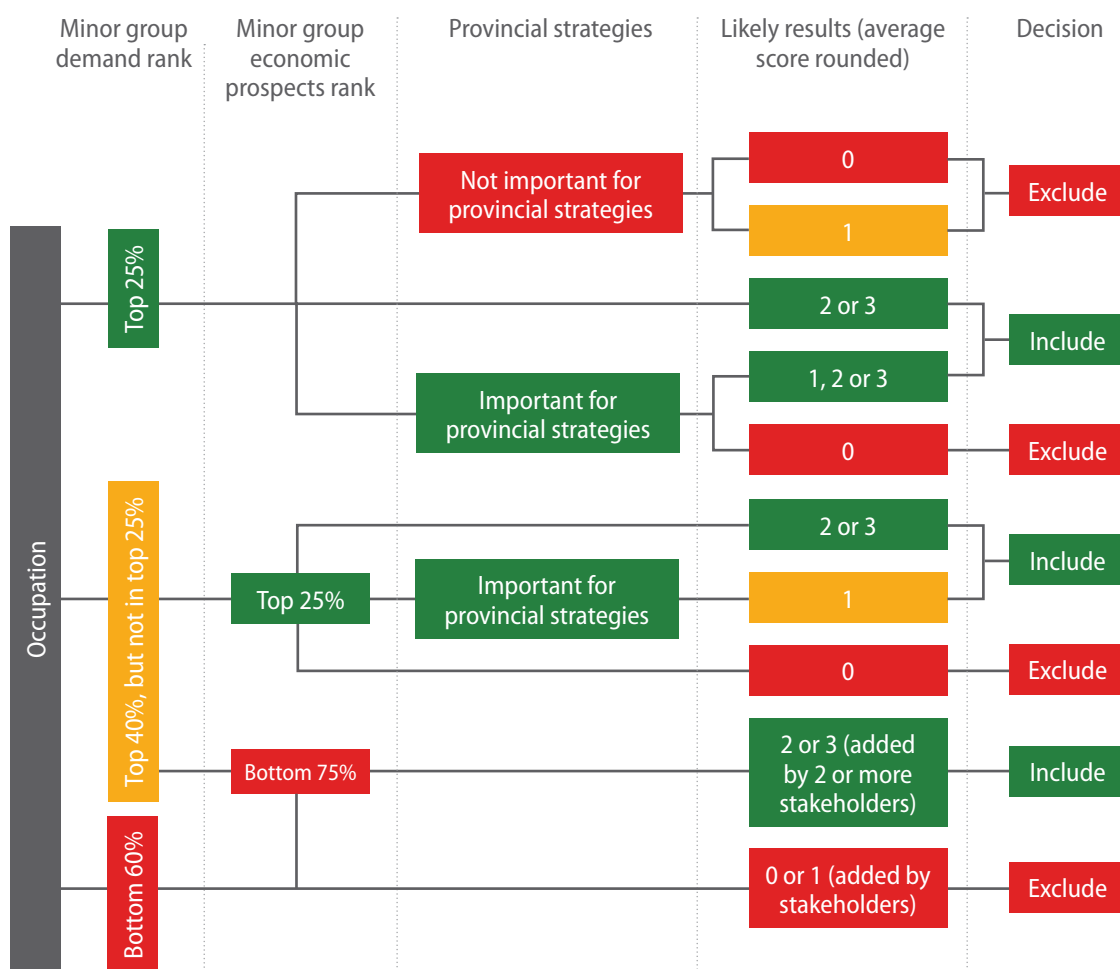 Minor group
demand rank
Minor group
economic
prospects rank
Provincial strategies
Likely results (average
score rounded)
Decision
Occupation
Top 25%
Not important for
provincial strategies
0
1
Exclude
2 or 3
Include
Important for
provincial strategies
1, 2 or 3
0
Exclude
Top 40%, but not in top 25%
Top 25%
2 or 3
Important for
provincial strategies
1
Include
0
Exclude
Bottom 75%
2 or 3 (added
by 2 or more
stakeholders)
Include
Bottom 60%
0 or 1 (added by
stakeholders)
Exclude